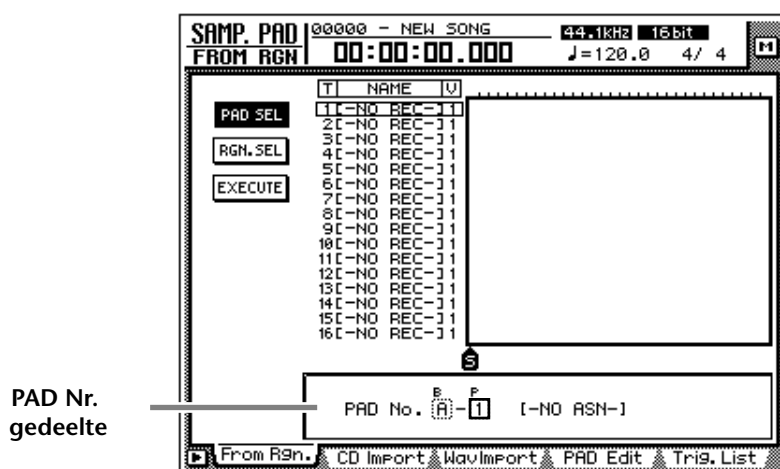 SAMP. PAD
FROM RGN
00000 - NEW SONG
00:00:00.000
44.1kHz 16bit
♩=120.0 4/ 4
M
T NAME V
PAD SEL
RGN.SEL
EXECUTE
1[-NO REC-]1
2[-NO REC-]1
3[-NO REC-]1
4[-NO REC-]1
5[-NO REC-]1
6[-NO REC-]1
7[-NO REC-]1
8[-NO REC-]1
9[-NO REC-]1
10[-NO REC-]1
11[-NO REC-]1
12[-NO REC-]1
13[-NO REC-]1
14[-NO REC-]1
15[-NO REC-]1
16[-NO REC-]1
S
B P
PAD No. A-1 [-NO ASN-]
PAD Nr.
gedeelte
From Rgn. CD Import WavImport PAD Edit Trig. List